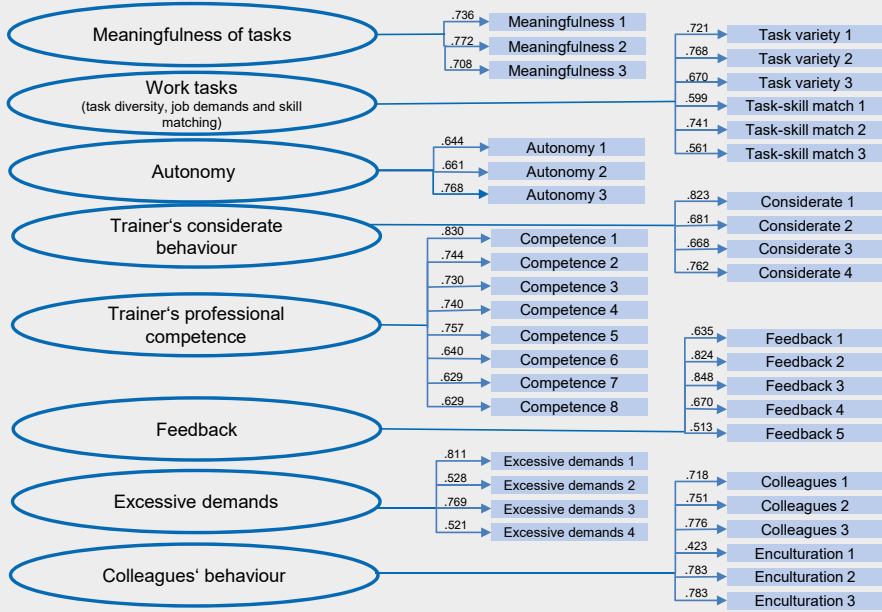 Meaningfulness of tasks
.736 Meaningfulness 1
.772 Meaningfulness 2
.708 Meaningfulness 3
Work tasks
(task diversity, job demands and skill
matching)
.721 Task variety 1
.768 Task variety 2
.670 Task variety 3
.599 Task-skill match 1
.741 Task-skill match 2
.561 Task-skill match 3
Autonomy
.644 Autonomy 1
.661 Autonomy 2
.768 Autonomy 3
Trainer‘s considerate
behaviour
.823 Considerate 1
.681 Considerate 2
.668 Considerate 3
.762 Considerate 4
Trainer‘s professional
competence
.830 Competence 1
.744 Competence 2
.730 Competence 3
.740 Competence 4
.757 Competence 5
.640 Competence 6
.629 Competence 7
.629 Competence 8
Feedback
.635 Feedback 1
.824 Feedback 2
.848 Feedback 3
.670 Feedback 4
.513 Feedback 5
Excessive demands
.811 Excessive demands 1
.528 Excessive demands 2
.769 Excessive demands 3
.521 Excessive demands 4
Colleagues‘ behaviour
.718 Colleagues 1
.751 Colleagues 2
.776 Colleagues 3
.423 Enculturation 1
.783 Enculturation 2
.783 Enculturation 3